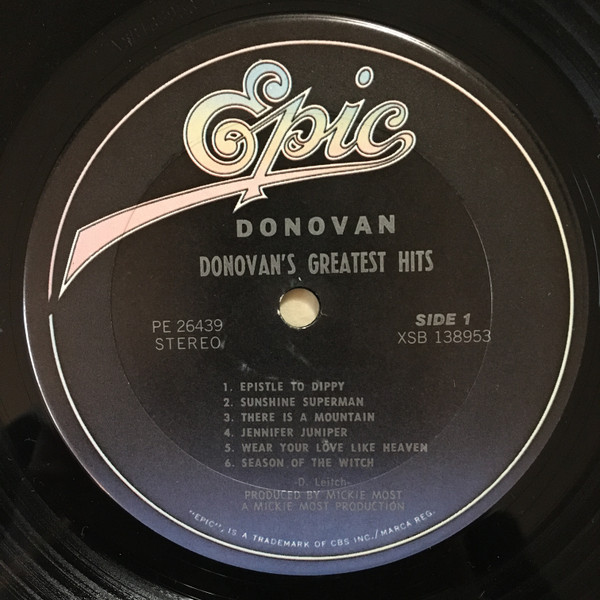 Epic
DONOVAN
DONOVAN'S GREATEST HITS
PE 26439
STEREO
SIDE 1
XSB 138953
1. EPISTLE TO DIPPY
2. SUNSHINE SUPERMAN
3. THERE IS A MOUNTAIN
4. JENNIFER JUNIPER
5. WEAR YOUR LOVE LIKE HEAVEN
6. SEASON OF THE WITCH
-D. Leitch-
PRODUCED BY MICKIE MOST
A MICKIE MOST PRODUCTION
"EPIC", IS A TRADEMARK OF CBS INC./MARCA REG.